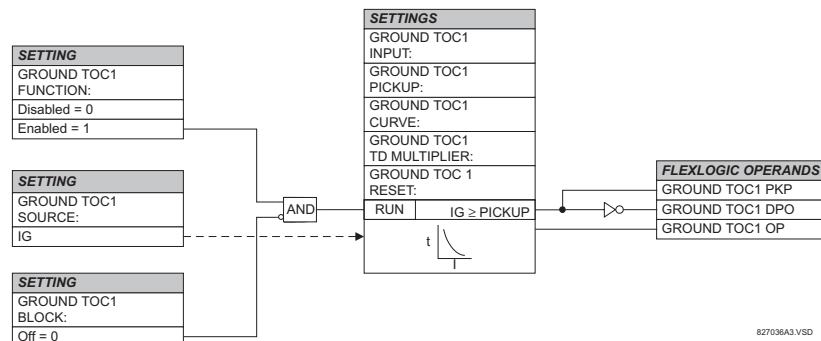 SETTING
GROUND TOC1
FUNCTION:
Disabled = 0
Enabled = 1
SETTING
GROUND TOC1
SOURCE:
IG
SETTING
GROUND TOC1
BLOCK:
Off = 0
AND
SETTINGS
GROUND TOC1
INPUT:
GROUND TOC1
PICKUP:
GROUND TOC1
CURVE:
GROUND TOC1
TD MULTIPLIER:
GROUND TOC 1
RESET:
RUN IG ≥ PICKUP
t
I
FLEXLOGIC OPERANDS
GROUND TOC1 PKP
GROUND TOC1 DPO
GROUND TOC1 OP
827036A3.VSD